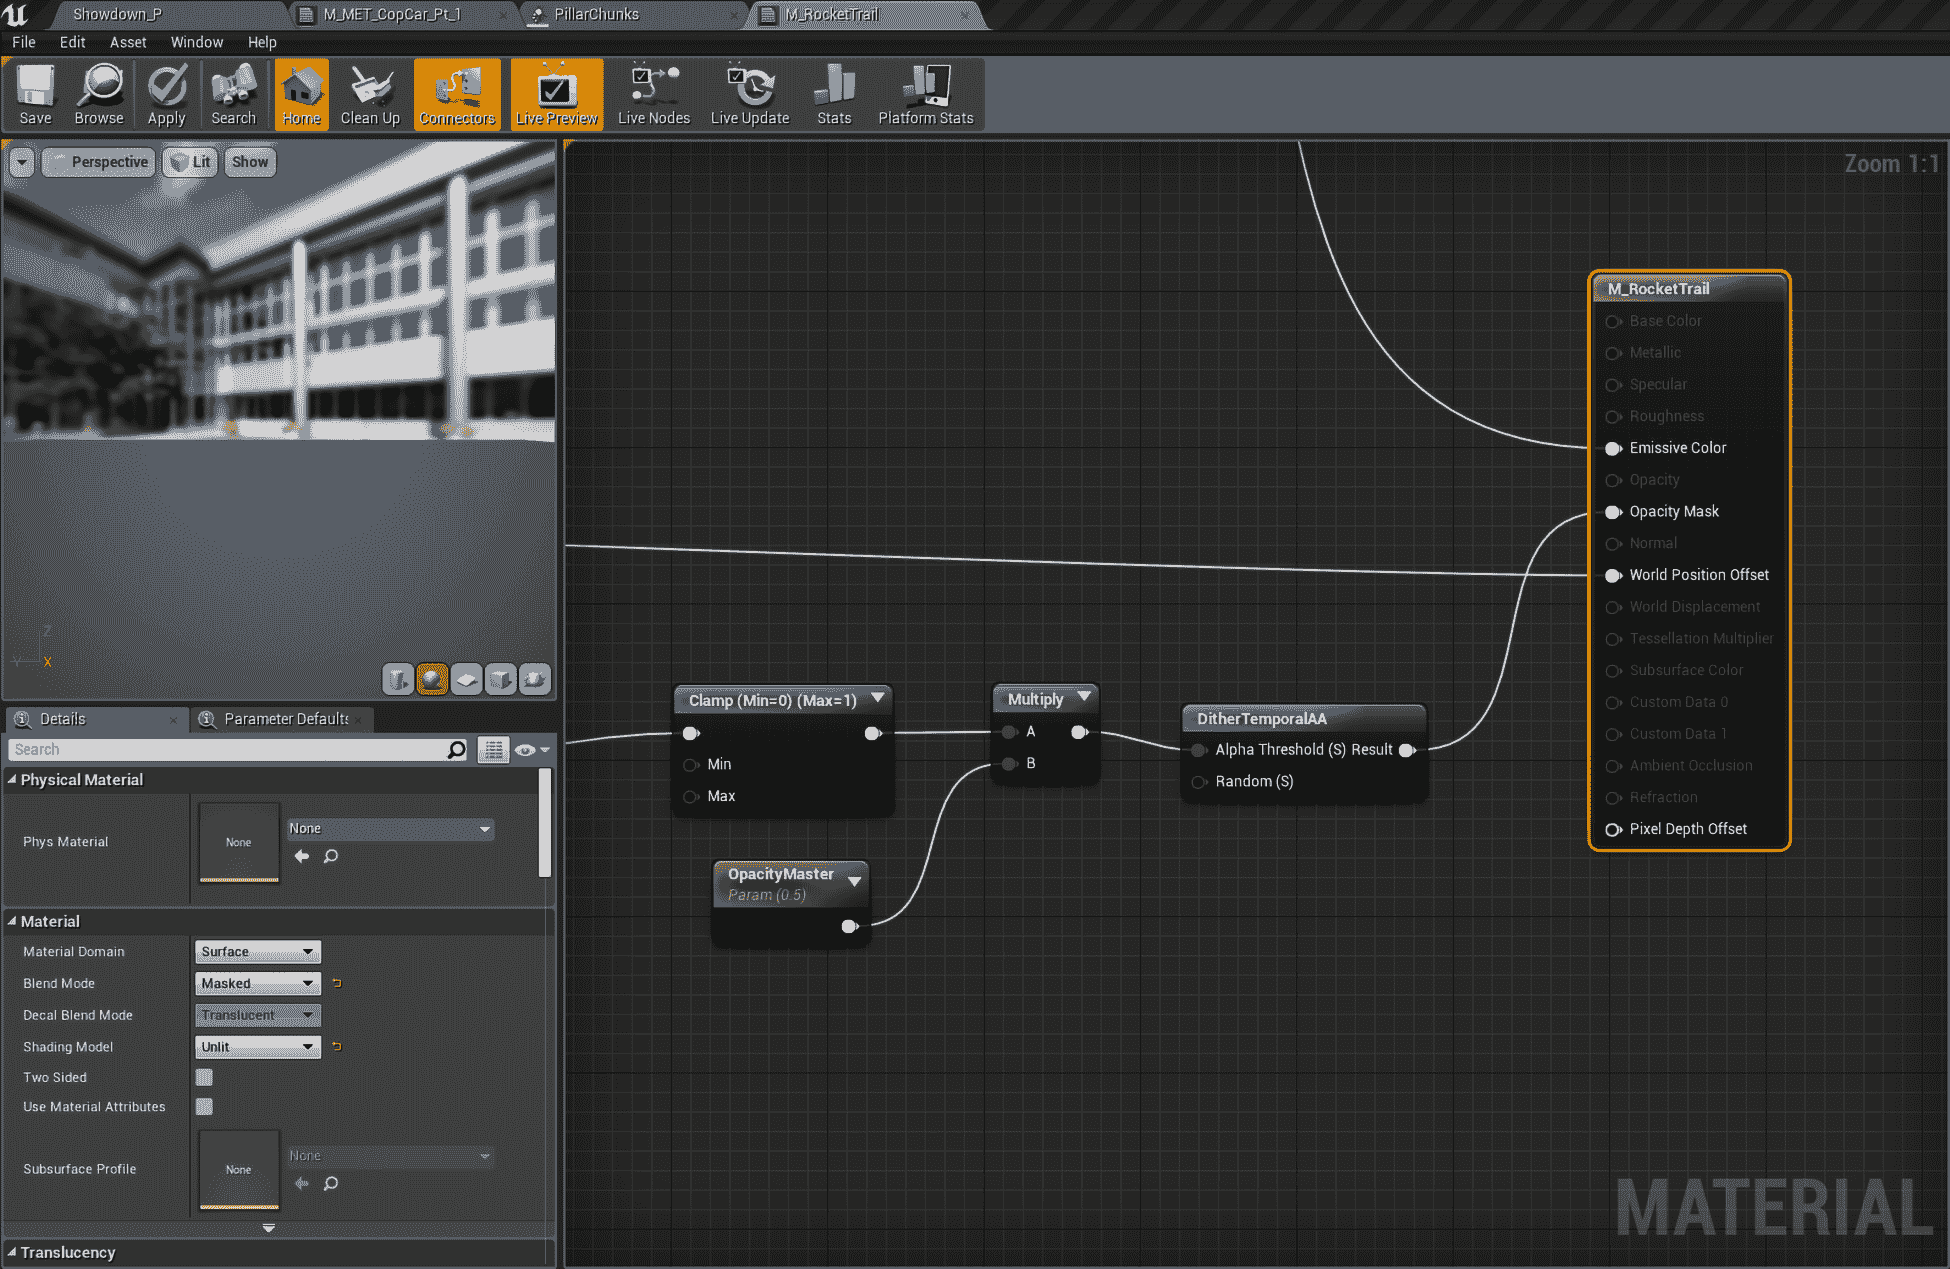 Showdown_P
M_MET_CopCar_Pt_1
PillarChunks
M_RocketTrail
File
Edit
Asset
Window
Help
Save
Browse
Apply
Search
Home
Clean Up
Connectors
Live Preview
Live Nodes
Live Update
Stats
Platform Stats
Perspective
Lit
Show
Zoom 1:1
Z
Y
X
M_RocketTrail
Base Color
Metallic
Specular
Roughness
Emissive Color
Opacity
Opacity Mask
Normal
World Position Offset
World Displacement
Tessellation Multiplier
Subsurface Color
Custom Data 0
Custom Data 1
Ambient Occlusion
Refraction
Pixel Depth Offset
Clamp (Min=0) (Max=1)
Min
Max
Multiply
A
B
DitherTemporalAA
Alpha Threshold (S) Result
Random (S)
OpacityMaster
Param (0.5)
Details
Parameter Defaults
Search
Physical Material
Phys Material
None
None
Material
Material Domain
Surface
Blend Mode
Masked
Decal Blend Mode
Translucent
Shading Model
Unlit
Two Sided
Use Material Attributes
Subsurface Profile
None
None
Translucency
MATERIAL